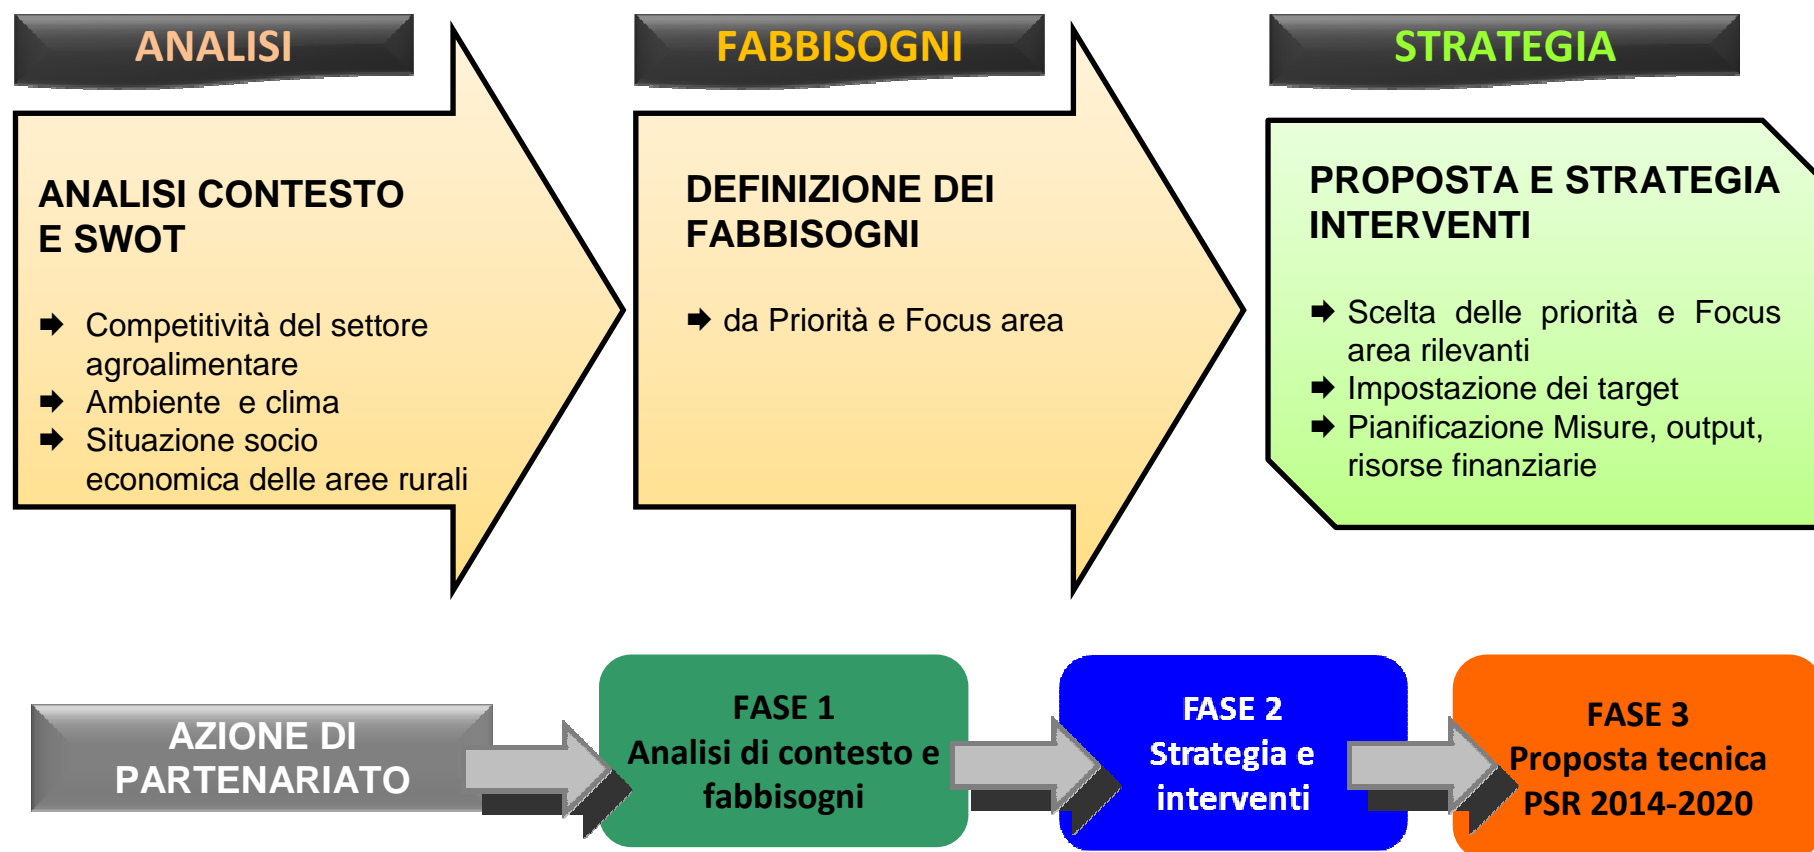 ANALISI
ANALISI CONTESTO
E SWOT
Competitività del settore
agroalimentare
Ambiente e clima
Situazione socio
economica delle aree rurali
FABBISOGNI
DEFINIZIONE DEI
FABBISOGNI
da Priorità e Focus area
STRATEGIA
PROPOSTA E STRATEGIA
INTERVENTI
Scelta delle priorità e Focus
area rilevanti
Impostazione dei target
Pianificazione Misure, output,
risorse finanziarie
AZIONE DI
PARTENARIATO
FASE 1
Analisi di contesto e
fabbisogni
FASE 2
Strategia e
interventi
FASE 3
Proposta tecnica
PSR 2014-2020